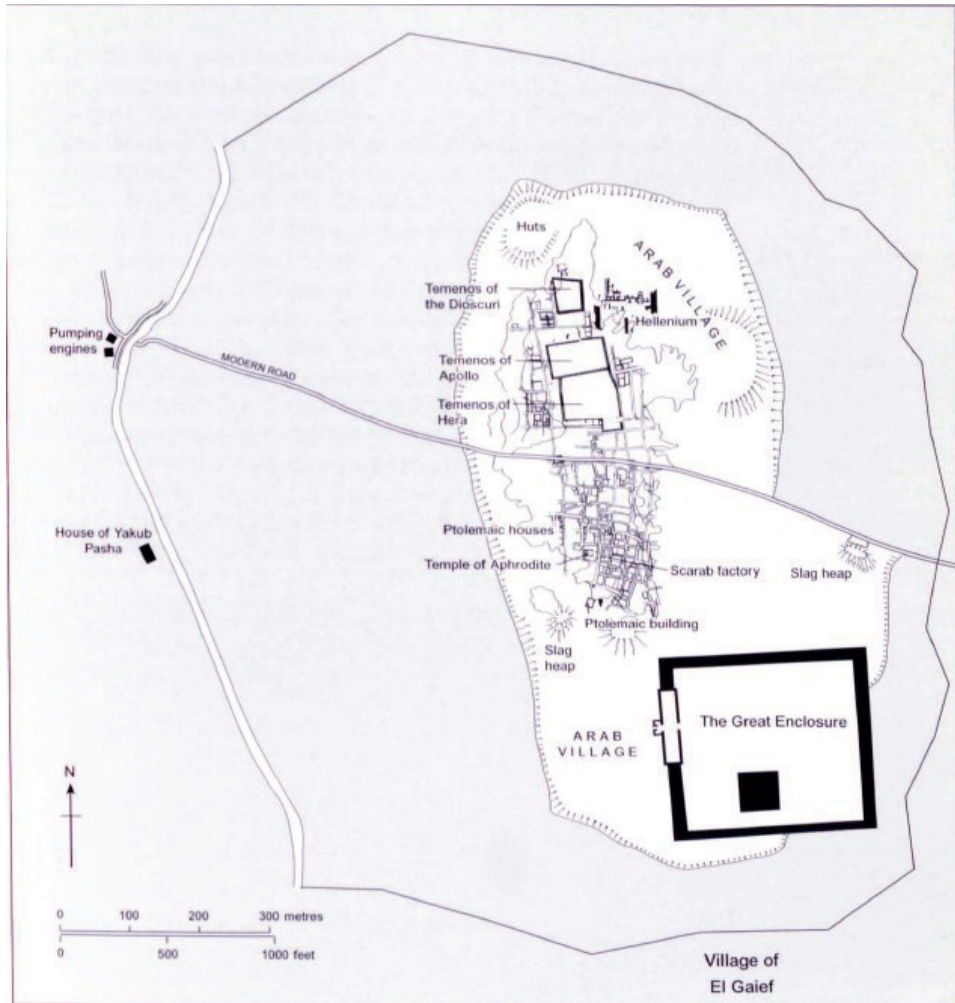 Huts
ARAB VILLAGE
Temenos of
the Dioscuri
Hellenium
Pumping
engines
MODERN ROAD
Temenos of
Apollo
Temenos of
Hera
House of Yakub
Pasha
Ptolemaic houses
Temple of Aphrodite
Scarab factory
Slag heap
Ptolemaic building
Slag
heap
The Great Enclosure
ARAB
VILLAGE
N
0 100 200 300 metres
0 500 1000 feet
Village of
El Gaief